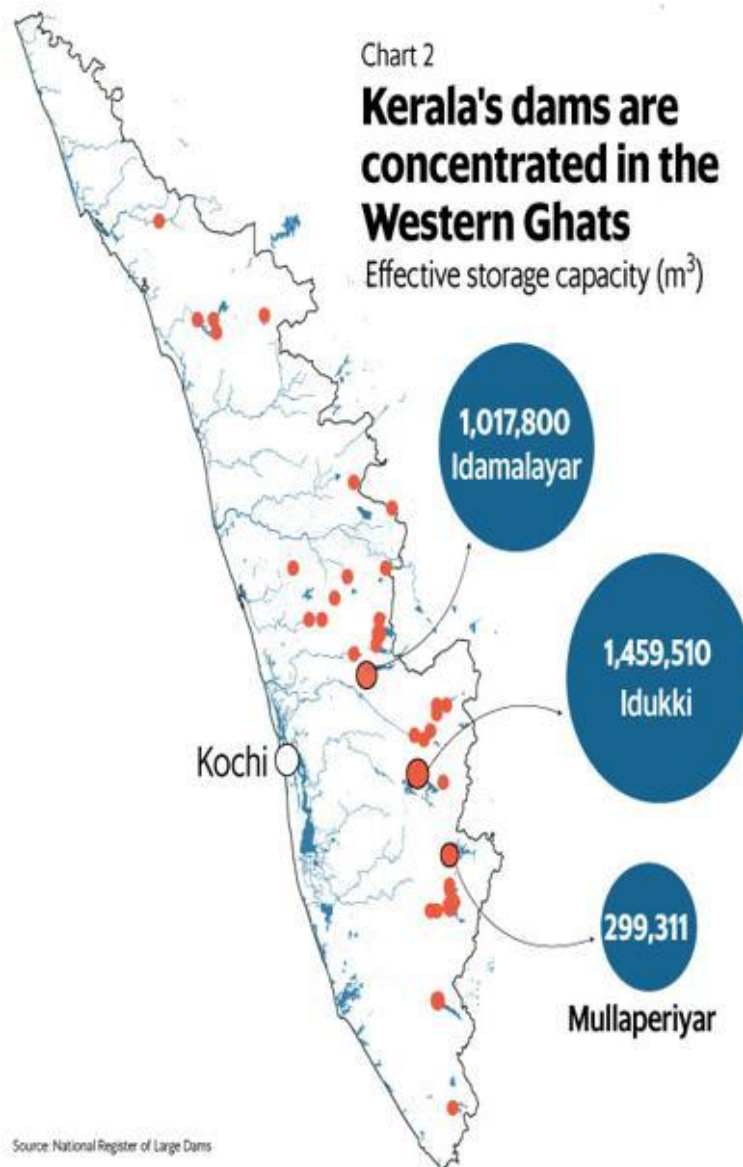 Chart 2
Kerala's dams are
concentrated in the
Western Ghats
Effective storage capacity (m³)
1,017,800
Idamalayar
1,459,510
Idukki
Kochi
299,311
Mullaperiyar
Source: National Register of Large Dams